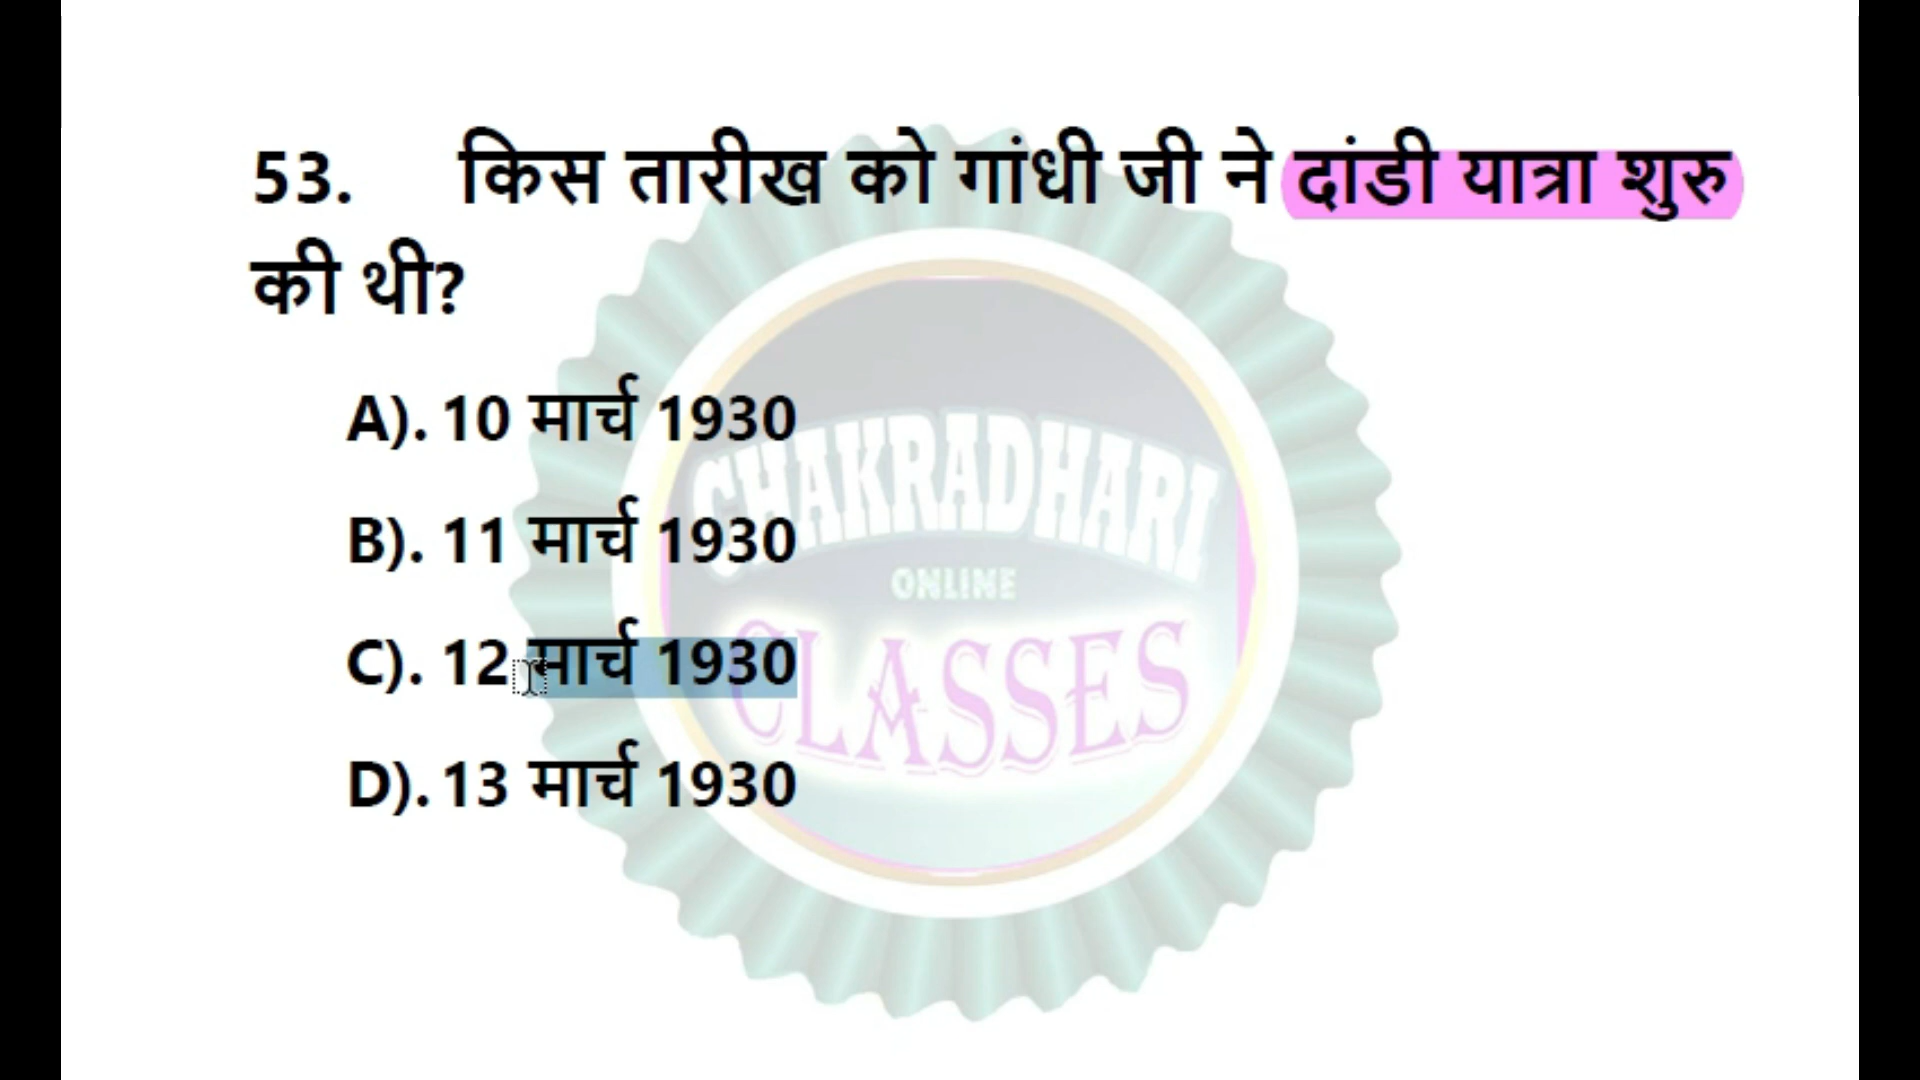 53. किस तारीख को गांधी जी ने दांडी यात्रा शुरु
की थी?
A). 10 मार्च 1930
B). 11 मार्च 1930
C). 12 मार्च 1930
D). 13 मार्च 1930
CHAKRADHARI
ONLINE
CLASSES